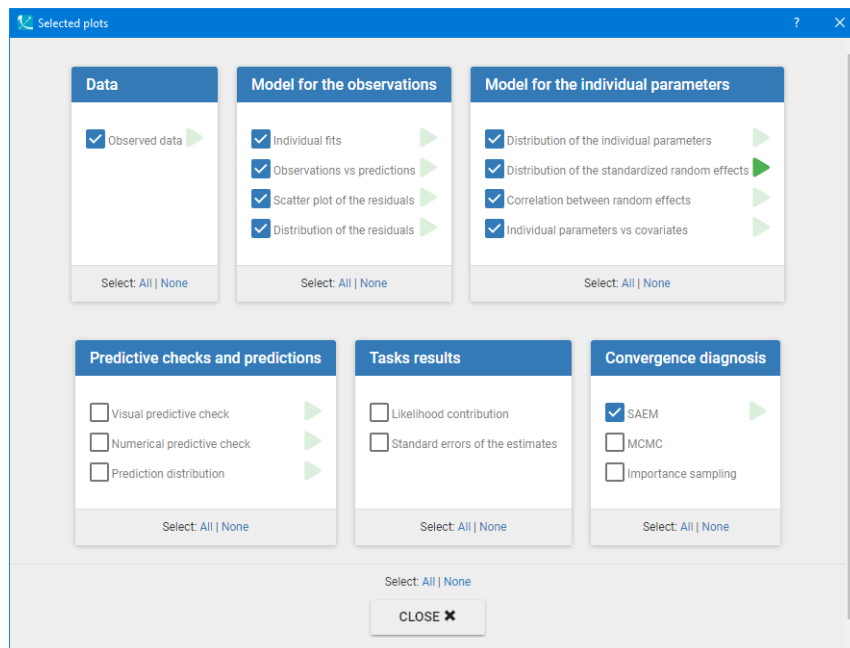 Selected plots
? ×
Data
Observed data
Select: All | None
Model for the observations
Individual fits
Observations vs predictions
Scatter plot of the residuals
Distribution of the residuals
Select: All | None
Model for the individual parameters
Distribution of the individual parameters
Distribution of the standardized random effects
Correlation between random effects
Individual parameters vs covariates
Select: All | None
Predictive checks and predictions
Visual predictive check
Numerical predictive check
Prediction distribution
Select: All | None
Tasks results
Likelihood contribution
Standard errors of the estimates
Select: All | None
Convergence diagnosis
SAEM
MCMC
Importance sampling
Select: All | None
Select: All | None
CLOSE ✖